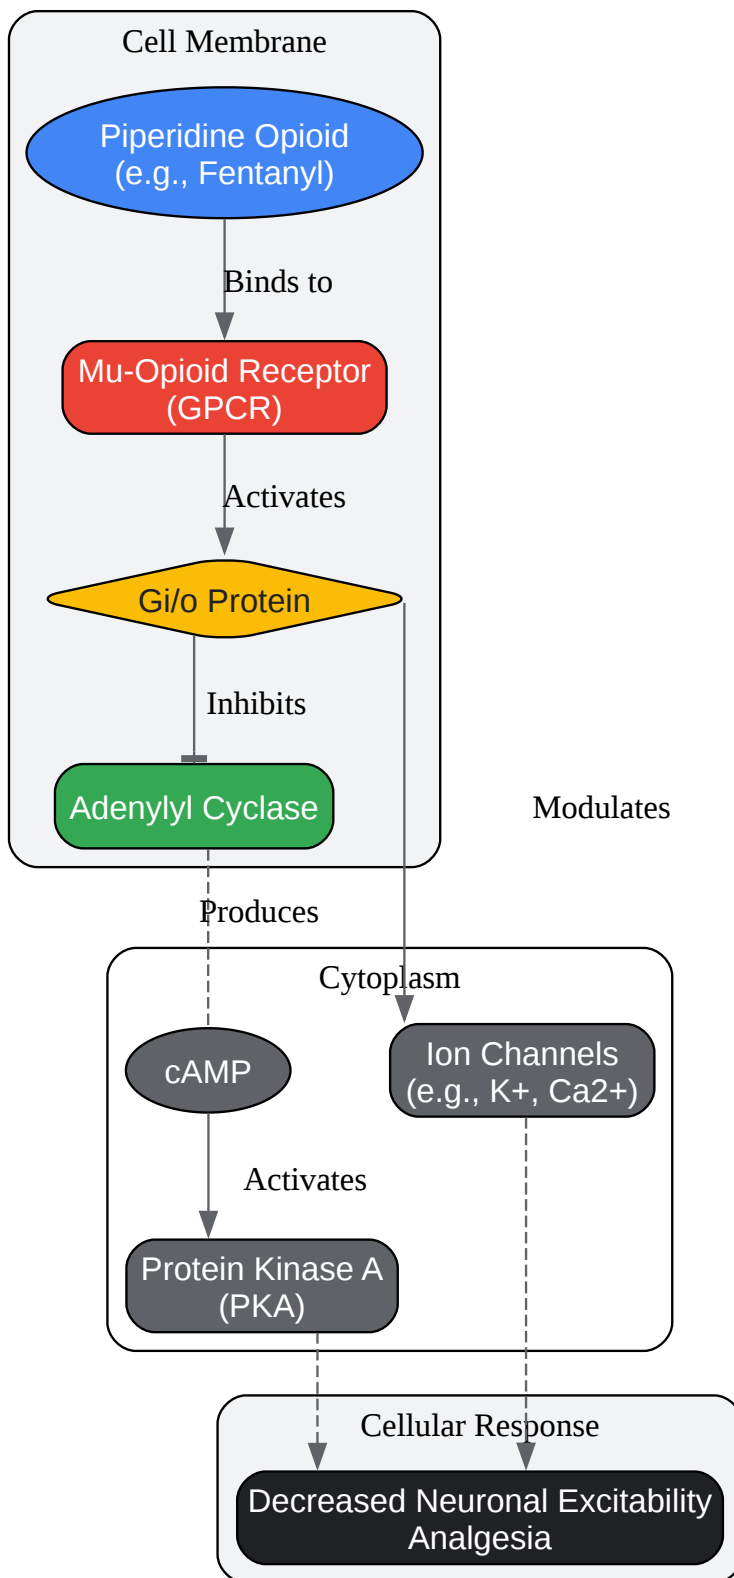 Cell Membrane
Piperidine Opioid
(e.g., Fentanyl)
Binds to
Mu-Opioid Receptor
(GPCR)
Activates
Gi/o Protein
Inhibits
Adenylyl Cyclase
Modulates
Produces
Cytoplasm
cAMP
Ion Channels
(e.g., K+, Ca2+)
Activates
Protein Kinase A
(PKA)
Cellular Response
Decreased Neuronal Excitability
Analgesia